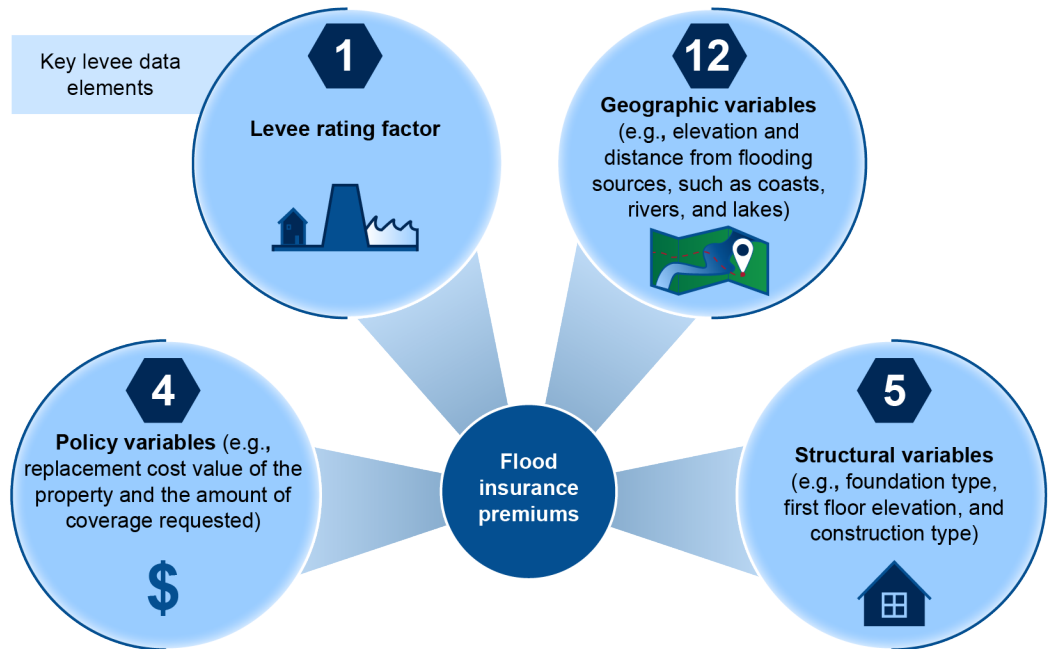 Key levee data
elements
1
Levee rating factor
12
Geographic variables
(e.g., elevation and
distance from flooding
sources, such as coasts,
rivers, and lakes)
4
Policy variables (e.g.,
replacement cost value of the
property and the amount of
coverage requested)
$
Flood
insurance
premiums
5
Structural variables
(e.g., foundation type,
first floor elevation, and
construction type)